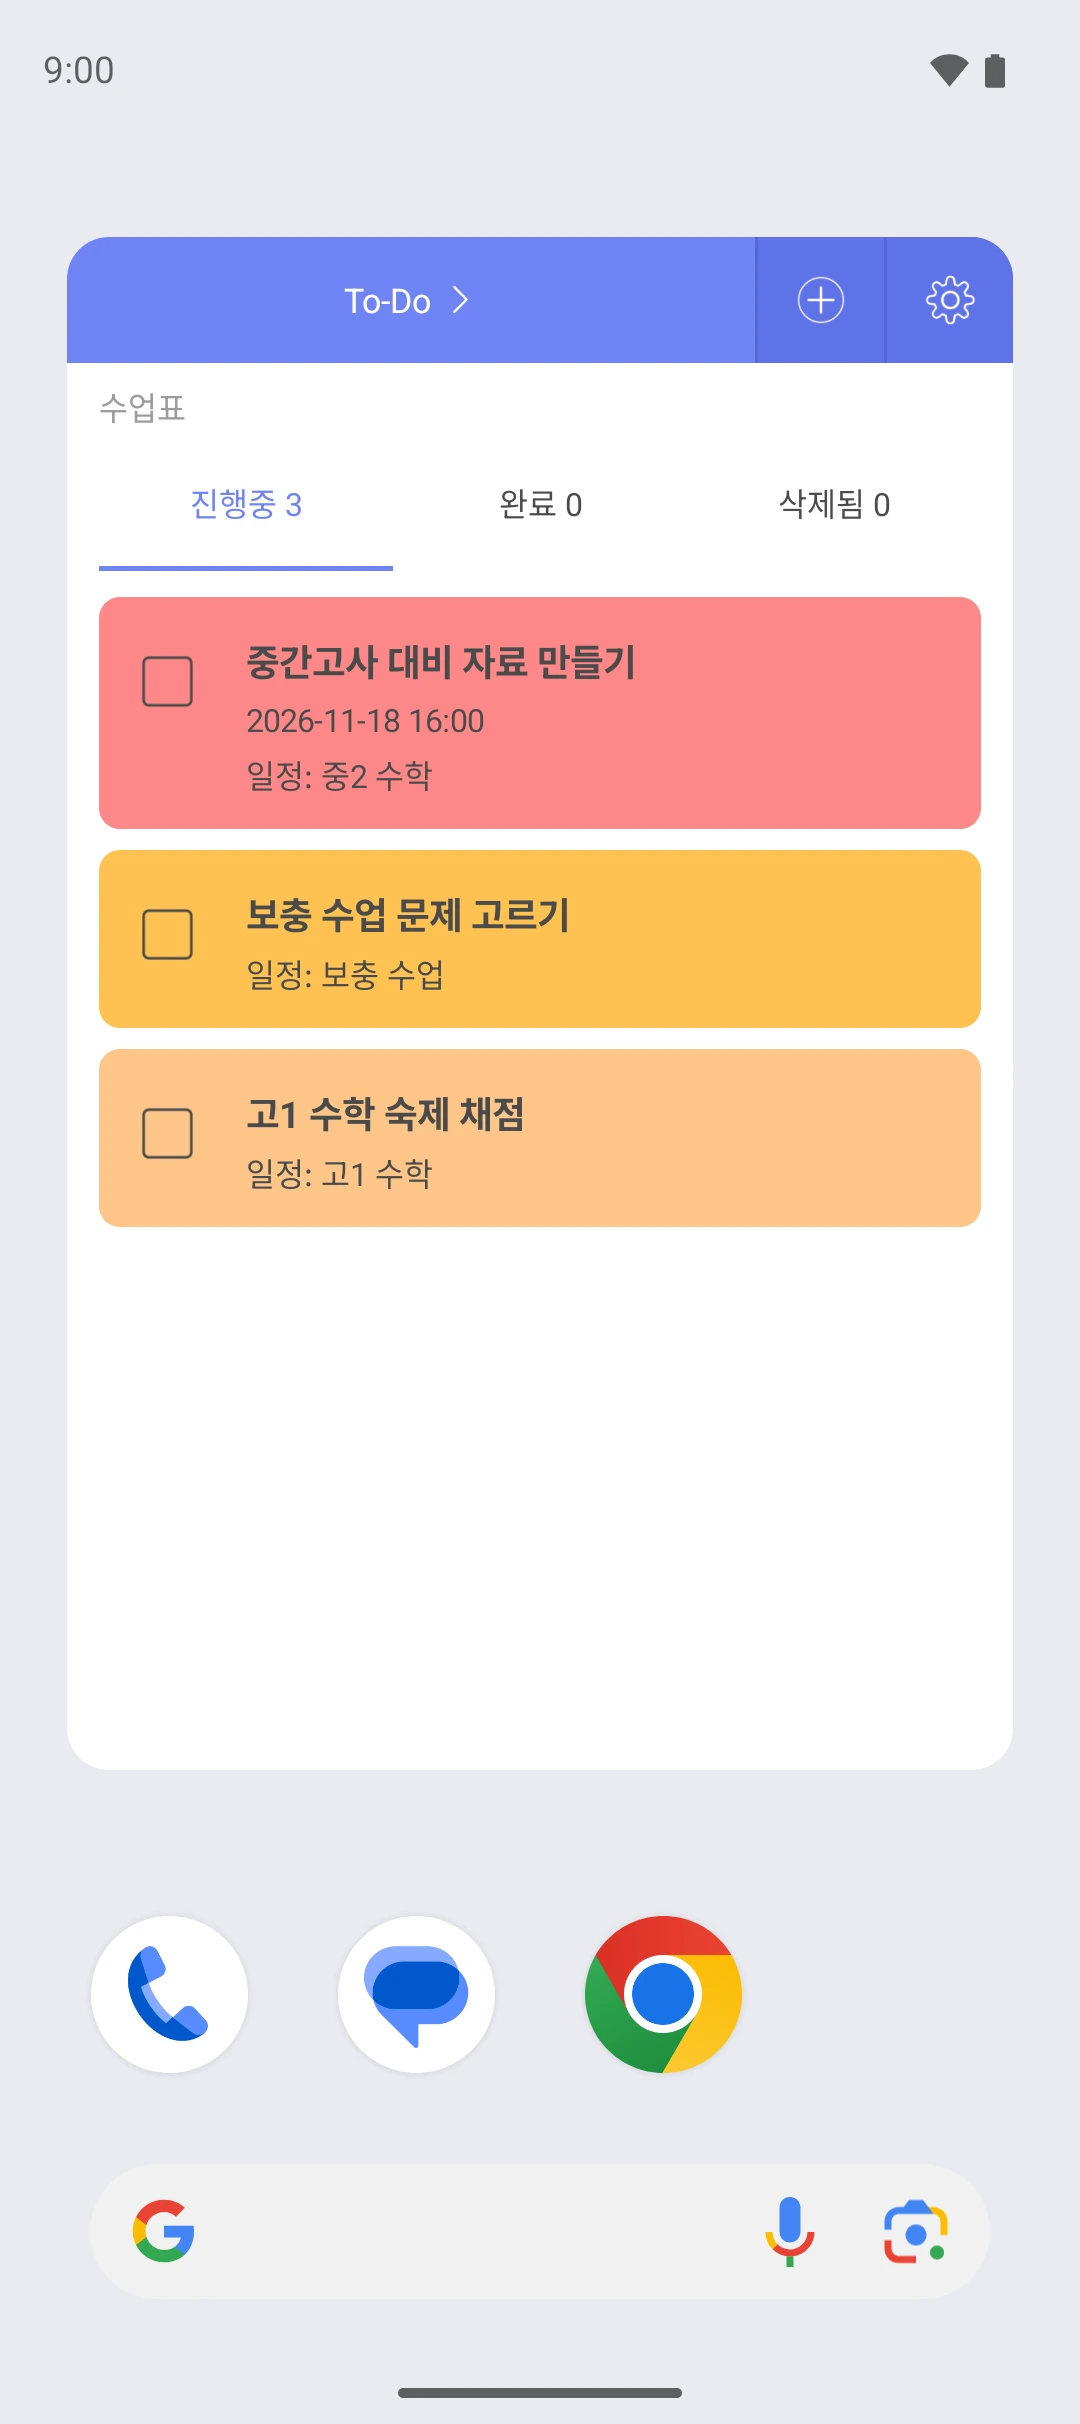 9:00
To-Do
수업표
진행중 3
완료 0
삭제됨 0
중간고사 대비 자료 만들기
2026-11-18 16:00
일정: 중2 수학
보충 수업 문제 고르기
일정: 보충 수업
고1 수학 숙제 채점
일정: 고1 수학